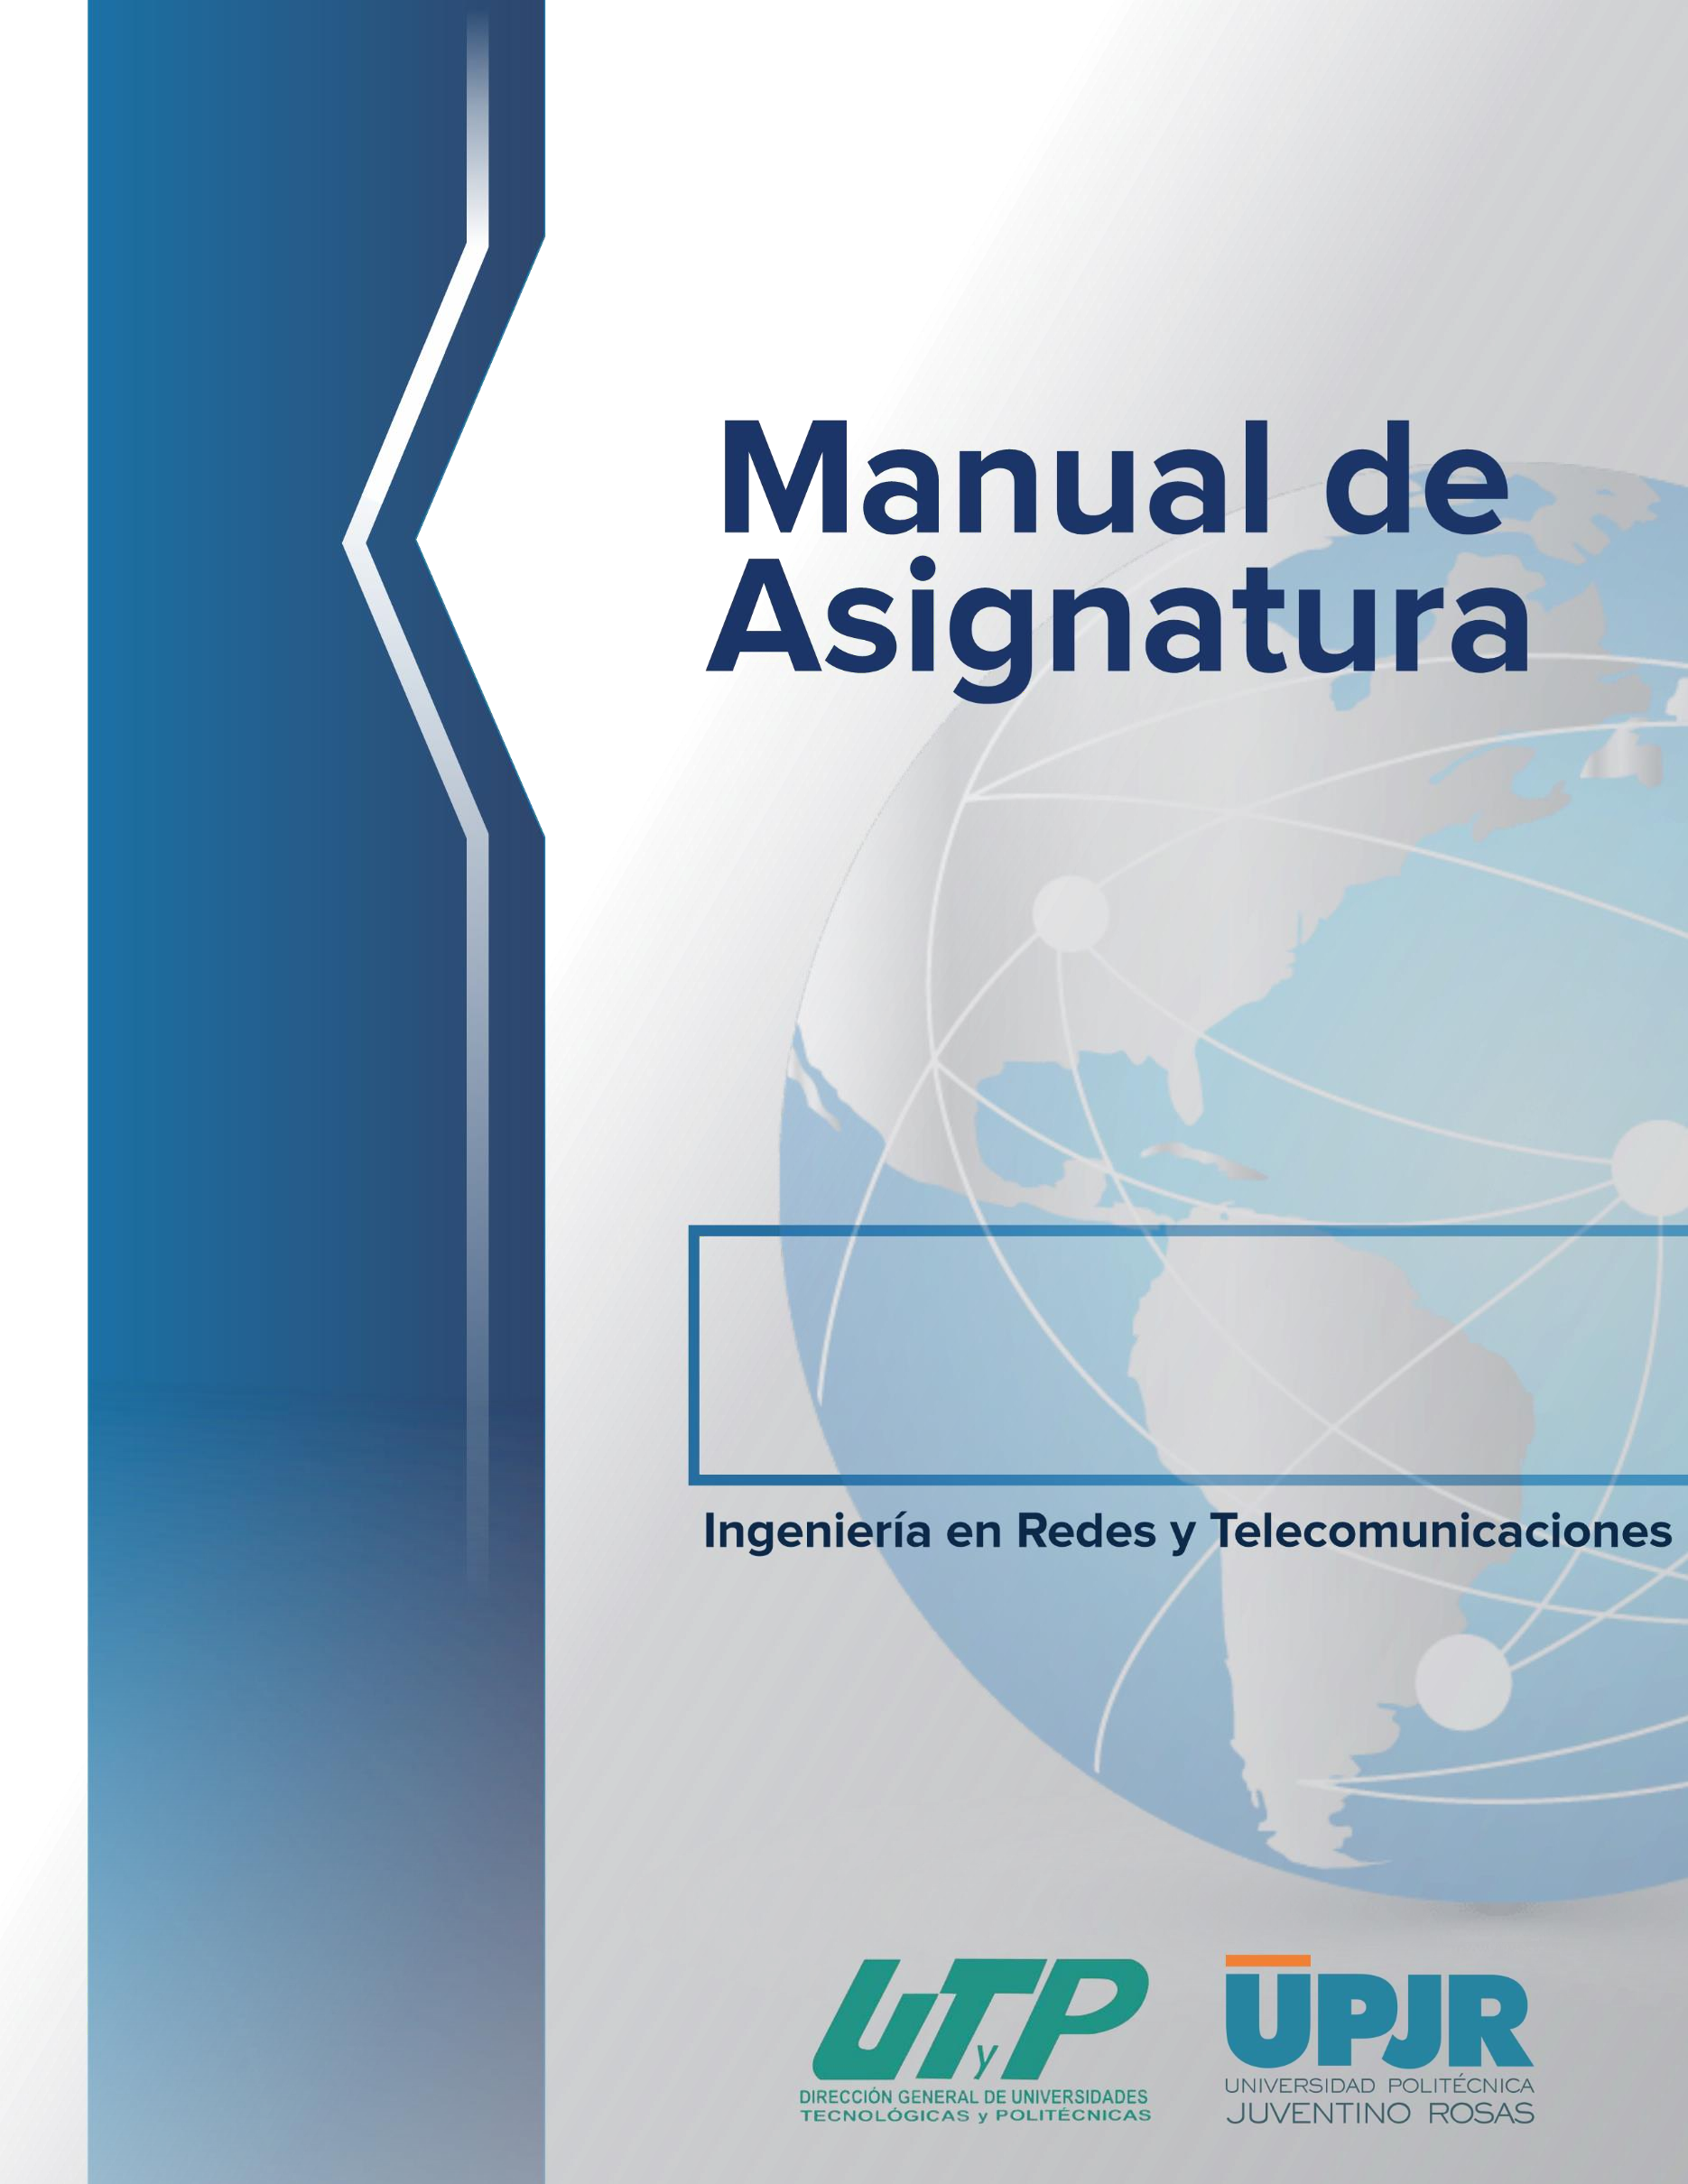 Manual de
Asignatura
Ingeniería en Redes y Telecomunicaciones
UTyP
DIRECCIÓN GENERAL DE UNIVERSIDADES
TECNOLÓGICAS y POLITÉCNICAS
UPJR
UNIVERSIDAD POLITÉCNICA
JUVENTINO ROSAS